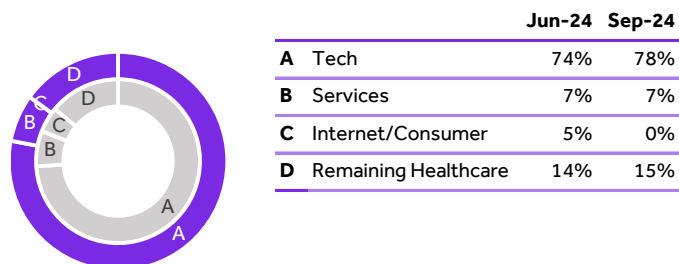 Jun-24 Sep-24
A Tech 74% 78%
B Services 7% 7%
C Internet/Consumer 5% 0%
D Remaining Healthcare 14% 15%
D
D
C
B
C
B
A
A